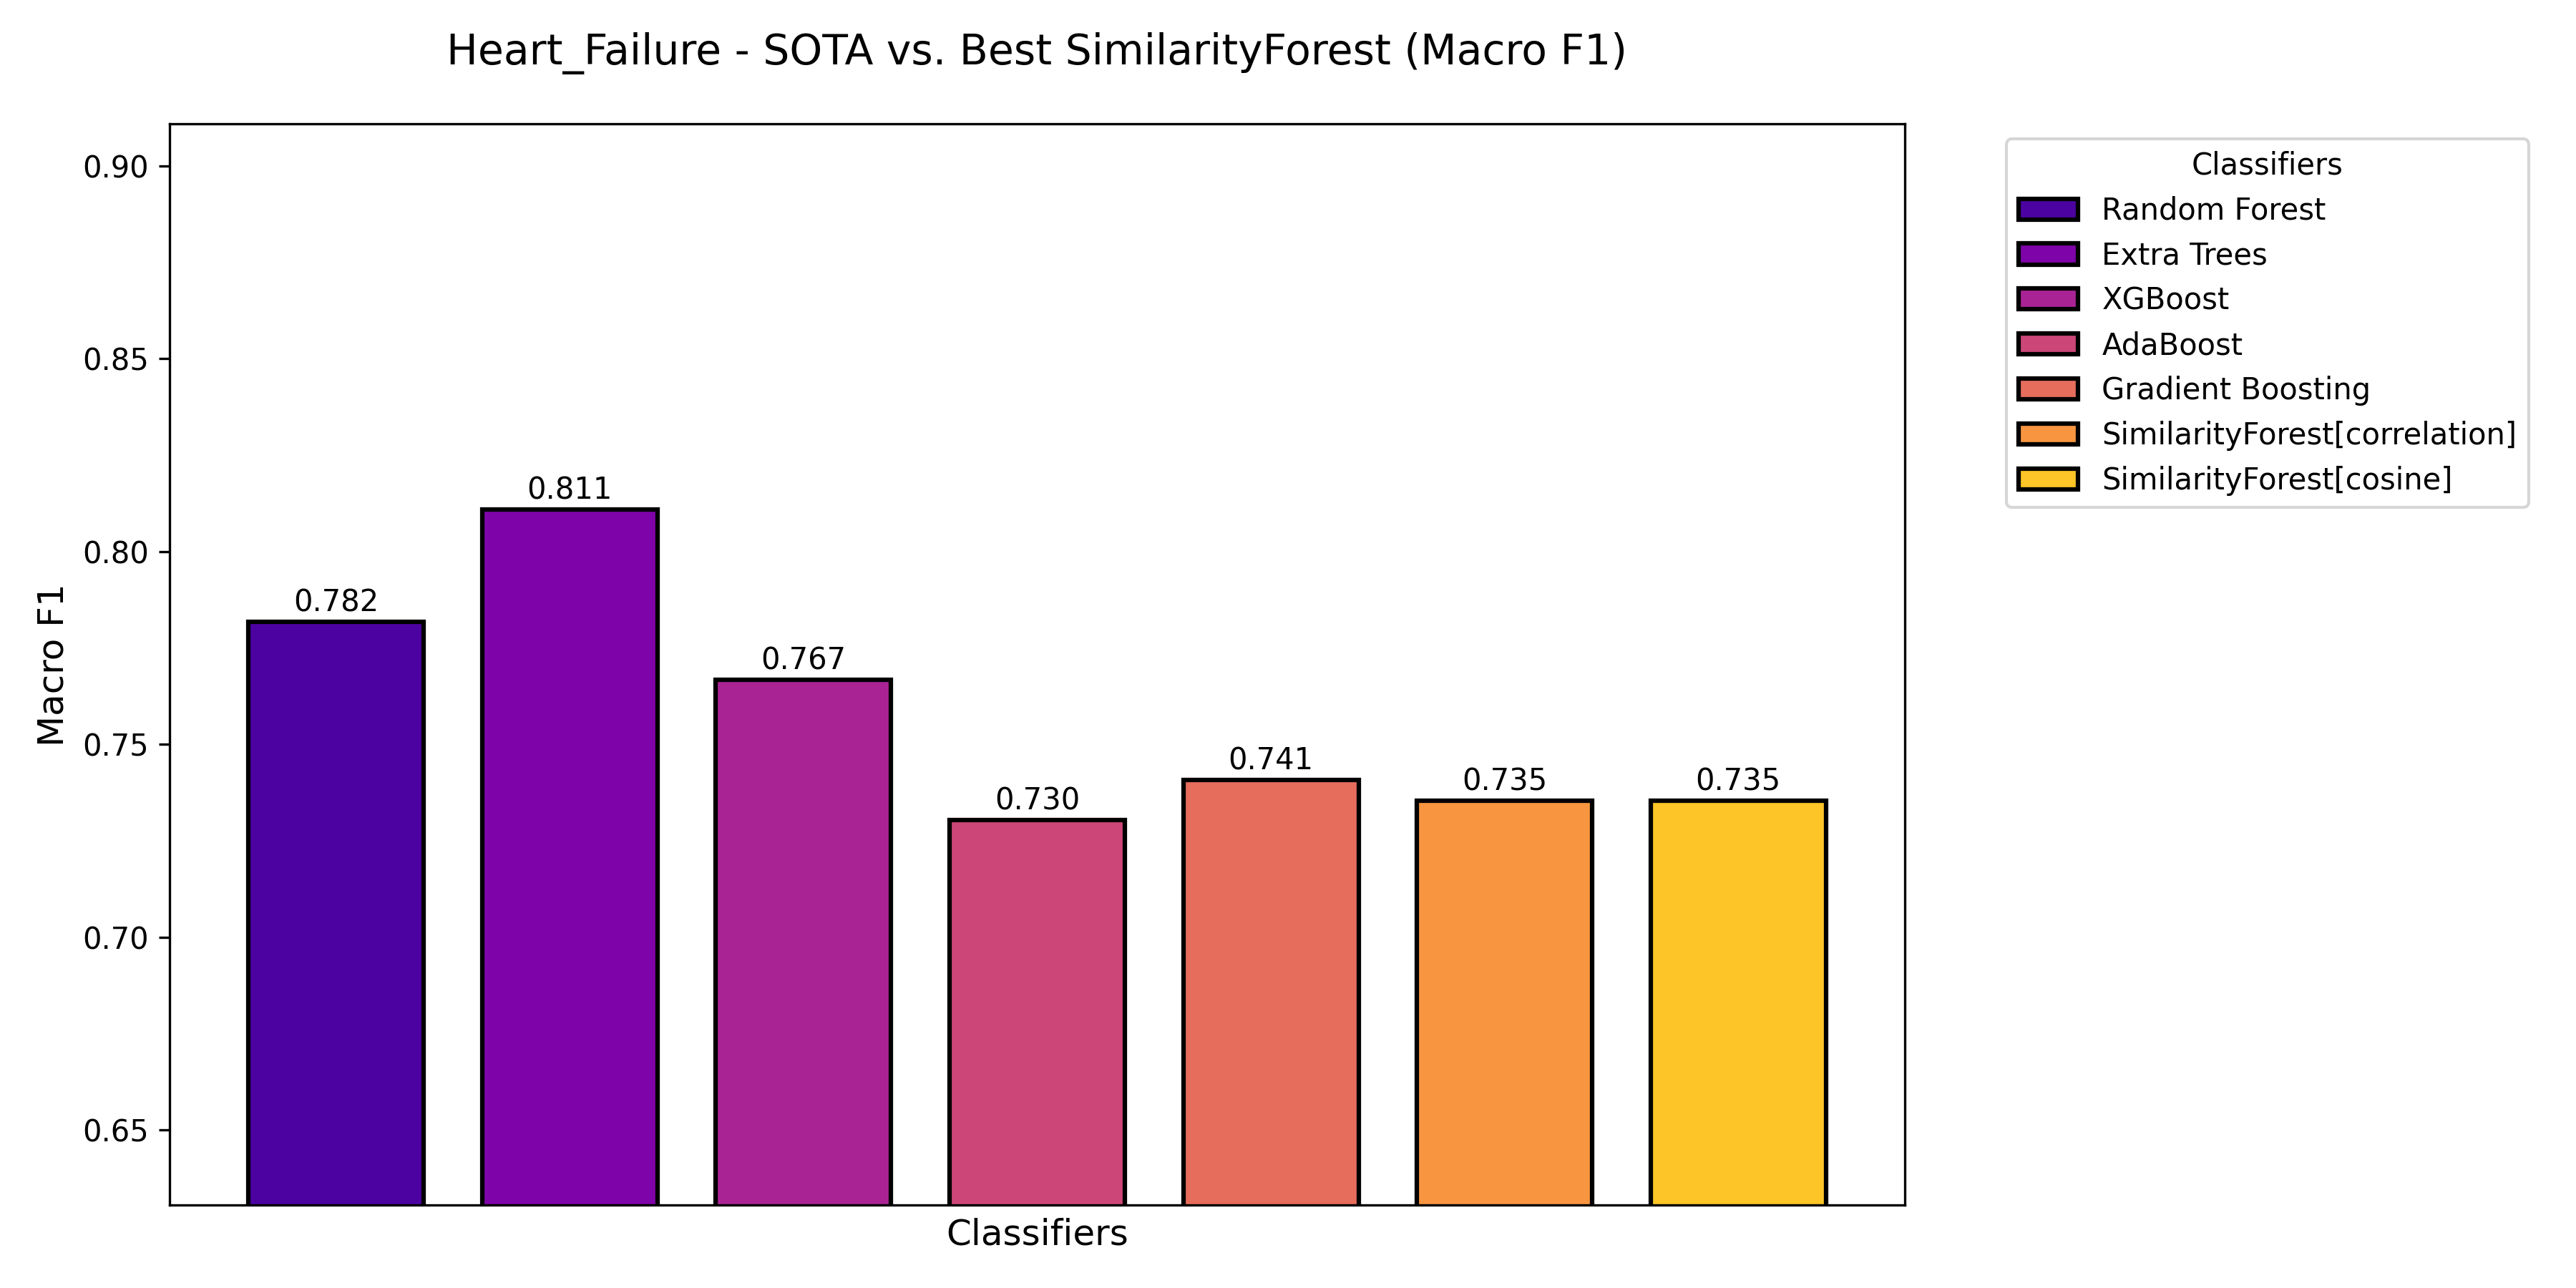 Heart_Failure - SOTA vs. Best SimilarityForest (Macro F1)
Macro F1
0.90
0.85
0.80
0.75
0.70
0.65
0.782
0.811
0.767
0.730
0.741
0.735
0.735
Classifiers
Classifiers
Random Forest
Extra Trees
XGBoost
AdaBoost
Gradient Boosting
SimilarityForest[correlation]
SimilarityForest[cosine]